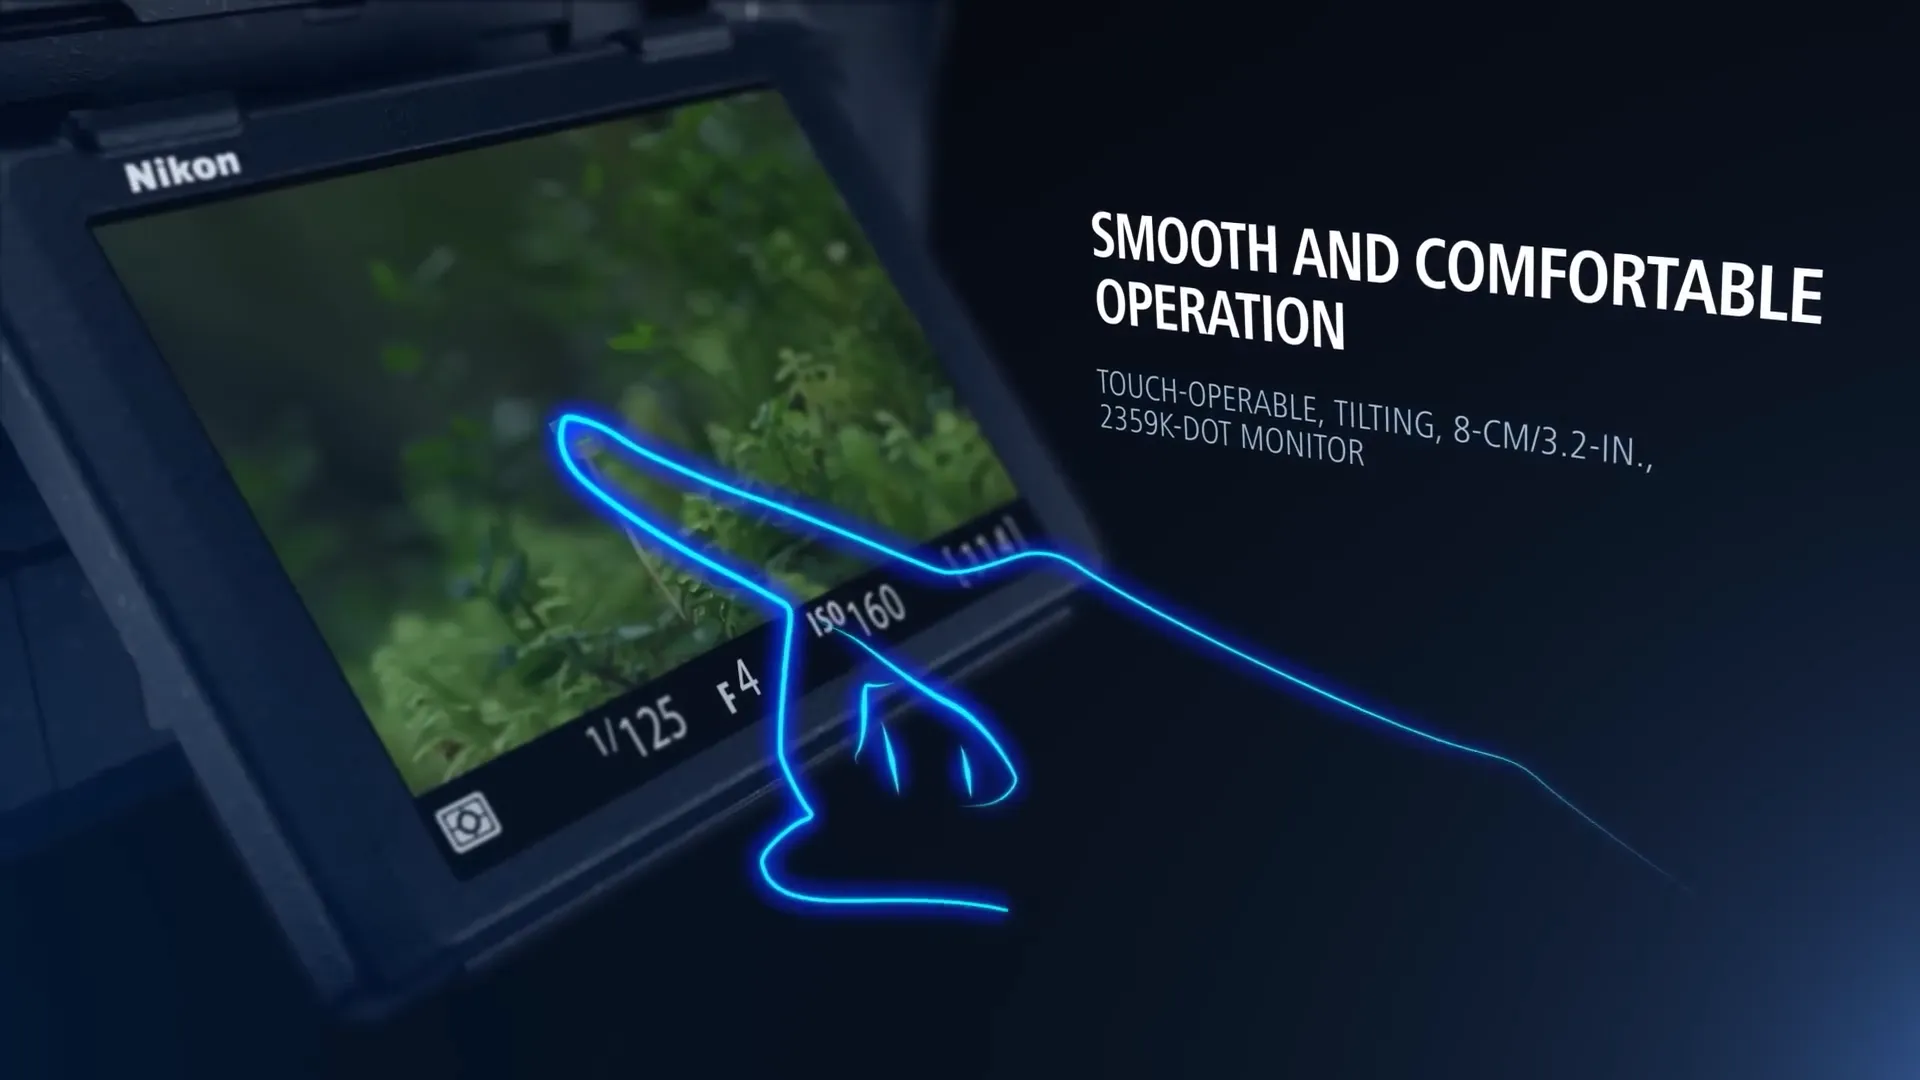 Nikon
SMOOTH AND COMFORTABLE
OPERATION
TOUCH-OPERABLE, TILTING, 8-CM/3.2-IN.,
2359K-DOT MONITOR
1/125 F4 ISO 160 [114]